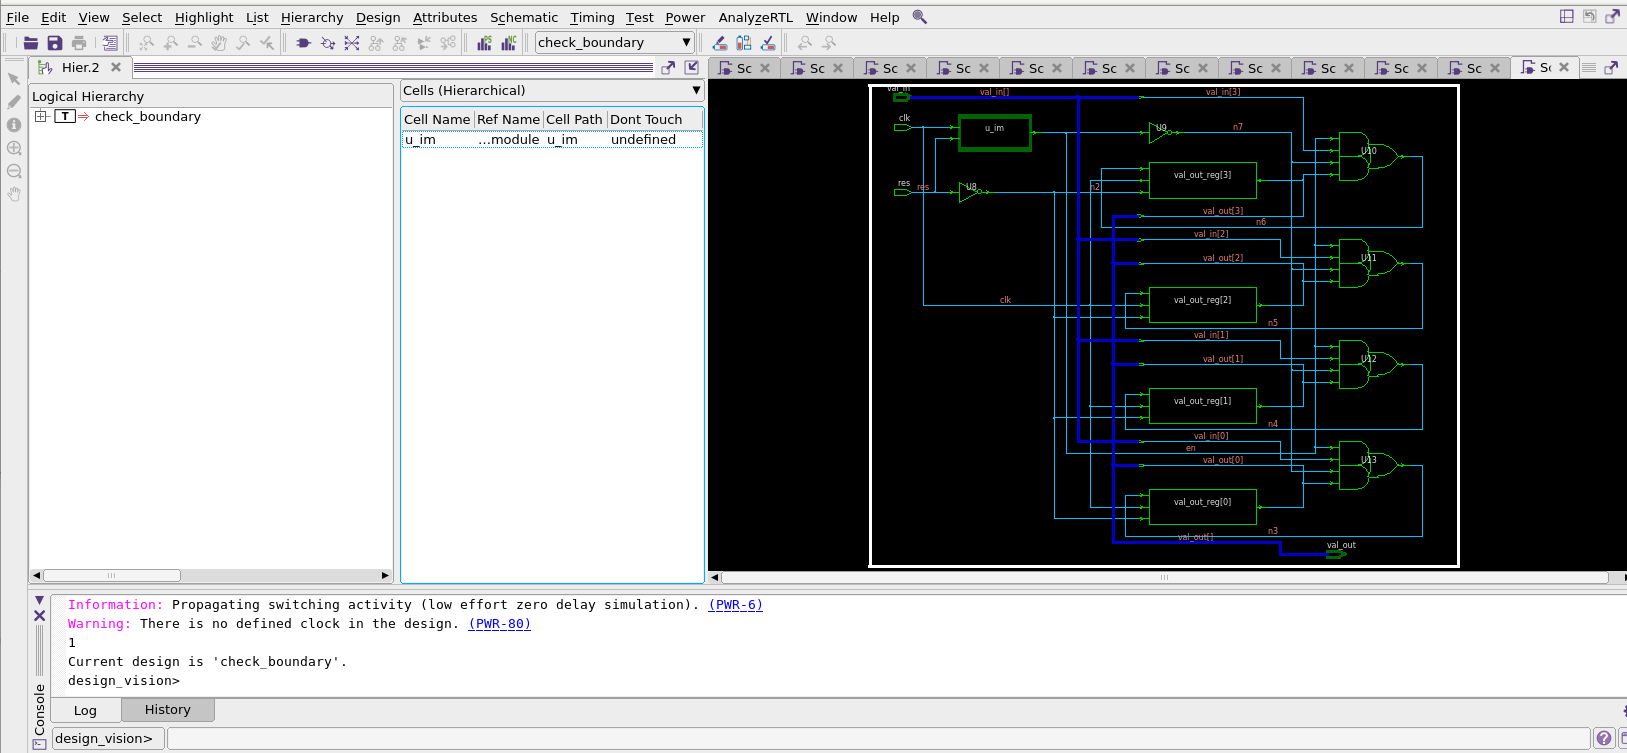 File Edit View Select Highlight List Hierarchy Design Attributes Schematic Timing Test Power AnalyzeRTL Window Help
check_boundary
Hier.2
Sc Sc Sc Sc Sc Sc Sc Sc Sc Sc Sc Sc
Logical Hierarchy
T check_boundary
Cells (Hierarchical)
Cell Name Ref Name Cell Path Dont Touch
u_im ...module u_im undefined
val_in val_in[] val_in[3]
clk u_im U9 n7
U10
val_out_reg[3]
res res U8 n2
val_out[3]
n6
val_in[2]
val_out[2] U11
clk val_out_reg[2]
n5
val_in[1]
val_out[1] U12
val_out_reg[1]
n4
val_in[0]
en
val_out[0] U13
val_out_reg[0]
n3
val_out[]
val_out
Information: Propagating switching activity (low effort zero delay simulation). (PWR-6)
Warning: There is no defined clock in the design. (PWR-80)
1
Current design is 'check_boundary'.
design_vision>
Console
Log History
design_vision>